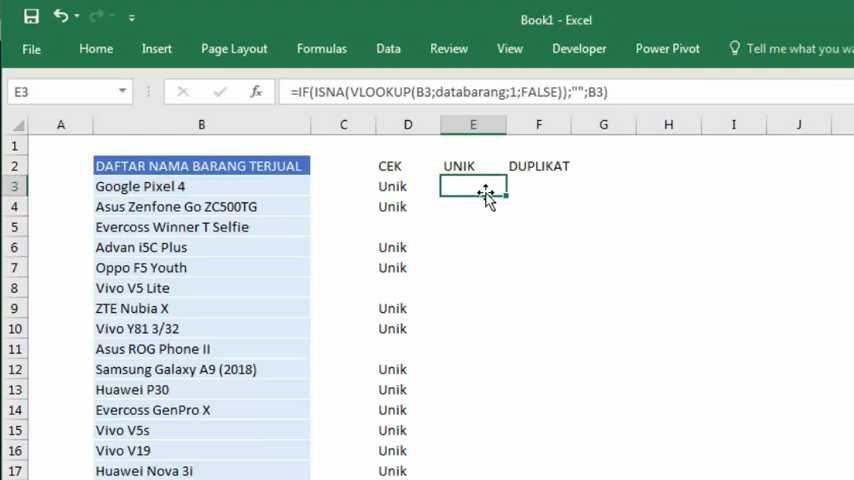 Book1 - Excel
File Home Insert Page Layout Formulas Data Review View Developer Power Pivot Tell me what you wa
E3 fx =IF(ISNA(VLOOKUP(B3;databarang;1;FALSE));"";B3)
A B C D E F G H I J
1
2 DAFTAR NAMA BARANG TERJUAL CEK UNIK DUPLIKAT
3 Google Pixel 4 Unik
4 Asus Zenfone Go ZC500TG Unik
5 Evercoss Winner T Selfie
6 Advan i5C Plus Unik
7 Oppo F5 Youth Unik
8 Vivo V5 Lite
9 ZTE Nubia X Unik
10 Vivo Y81 3/32 Unik
11 Asus ROG Phone II
12 Samsung Galaxy A9 (2018) Unik
13 Huawei P30 Unik
14 Evercoss GenPro X Unik
15 Vivo V5s Unik
16 Vivo V19 Unik
17 Huawei Nova 3i Unik